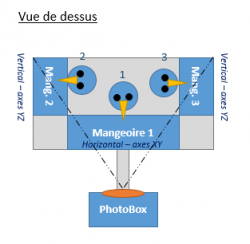 Vue de dessus
Vertical – axes YZ
Mang. 2
2
1
3
Mang. 3
Vertical – axes YZ
Mangeoire 1
Horizontal – axes XY
PhotoBox